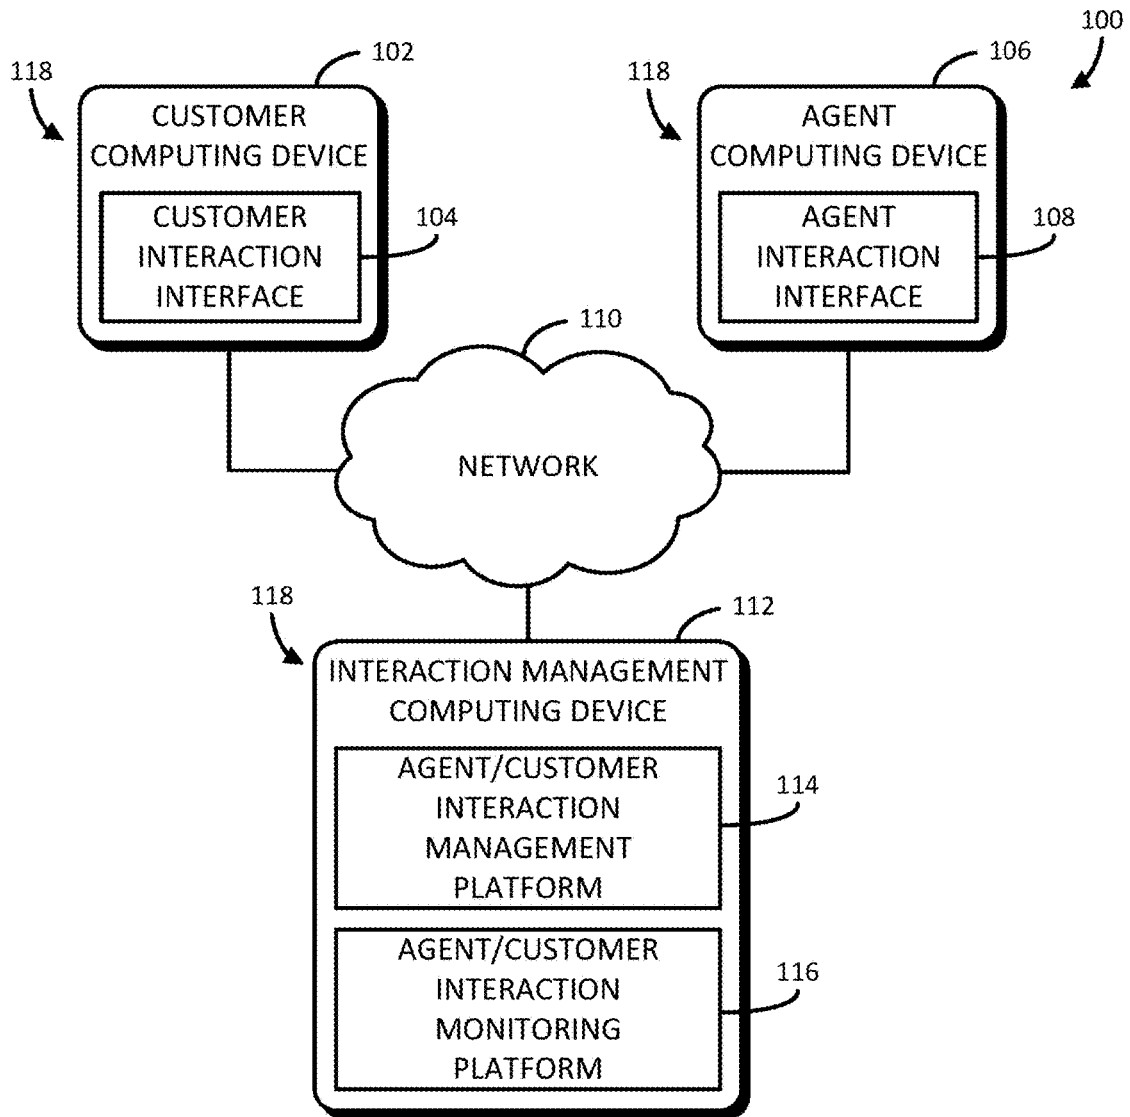 100
118
102
CUSTOMER
COMPUTING DEVICE
CUSTOMER
INTERACTION
INTERFACE
104
118
106
AGENT
COMPUTING DEVICE
AGENT
INTERACTION
INTERFACE
108
110
NETWORK
118
112
INTERACTION MANAGEMENT
COMPUTING DEVICE
AGENT/CUSTOMER
INTERACTION
MANAGEMENT
PLATFORM
114
AGENT/CUSTOMER
INTERACTION
MONITORING
PLATFORM
116